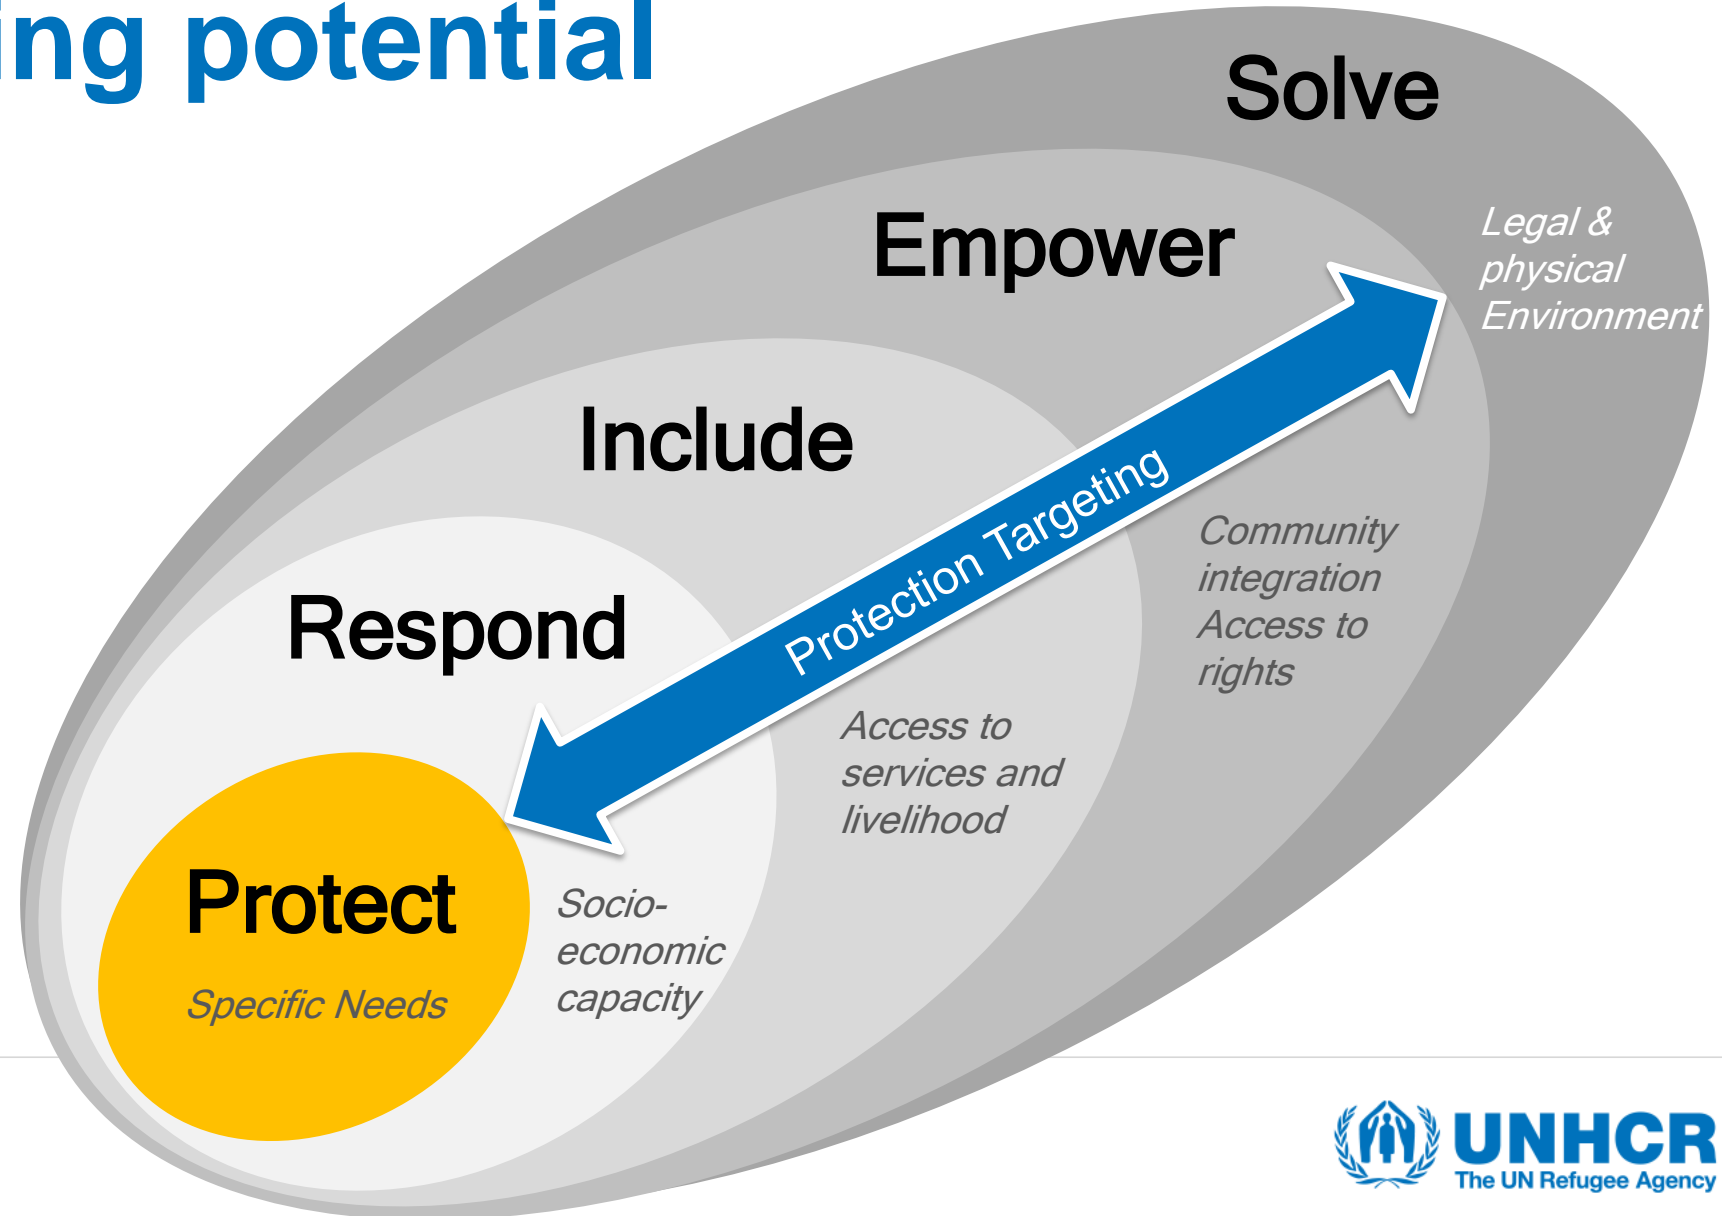 ing potential
Solve
Legal &
physical
Environment
Empower
Community
integration
Access to
rights
Include
Protection Targeting
Access to
services and
livelihood
Respond
Socio-
economic
capacity
Protect
Specific Needs
UNHCR
The UN Refugee Agency